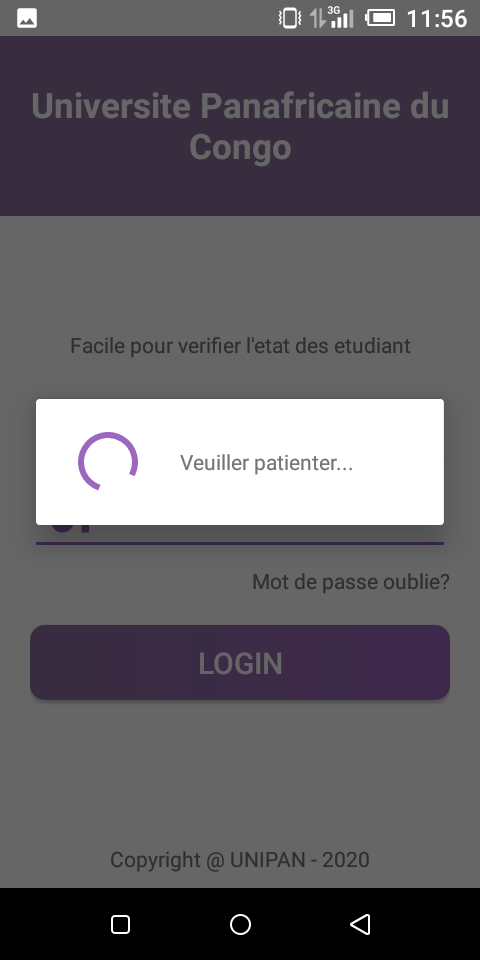 3G
11:56
Universite Panafricaine du
Congo
Facile pour verifier l'etat des etudiant
Veuiller patienter...
Mot de passe oublie?
LOGIN
Copyright @ UNIPAN - 2020